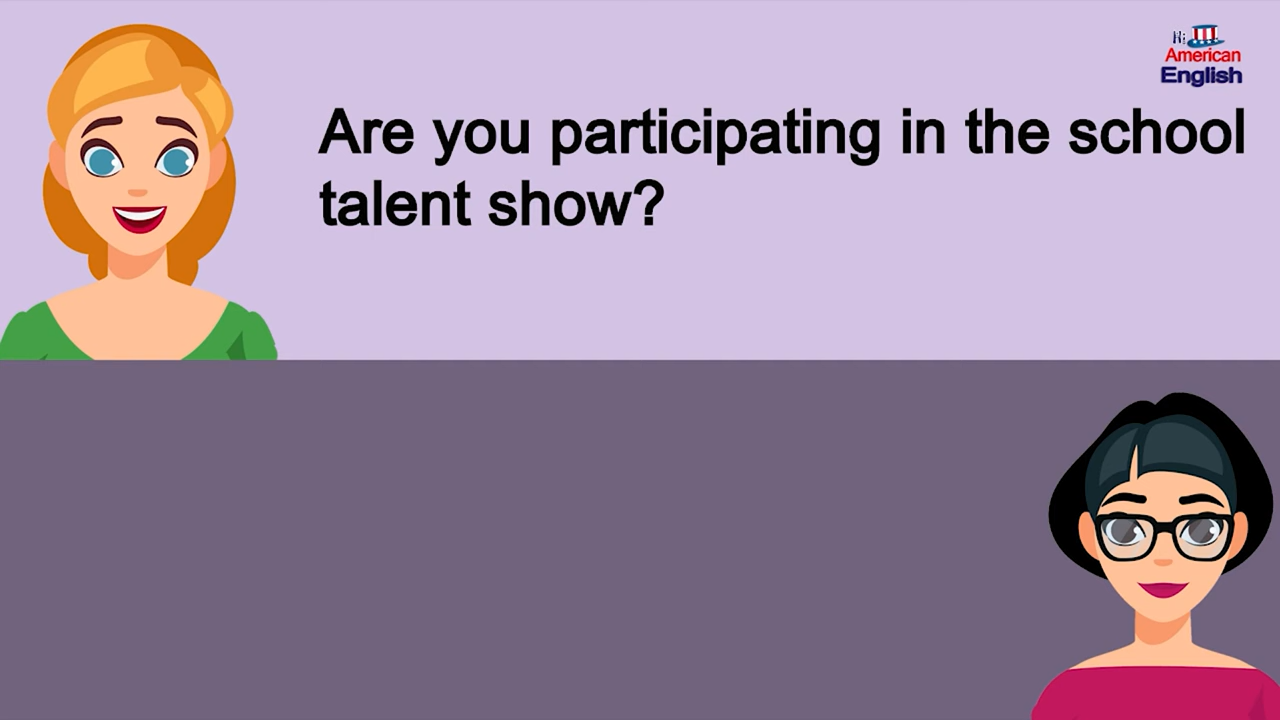 Hi
American
English
Are you participating in the school
talent show?